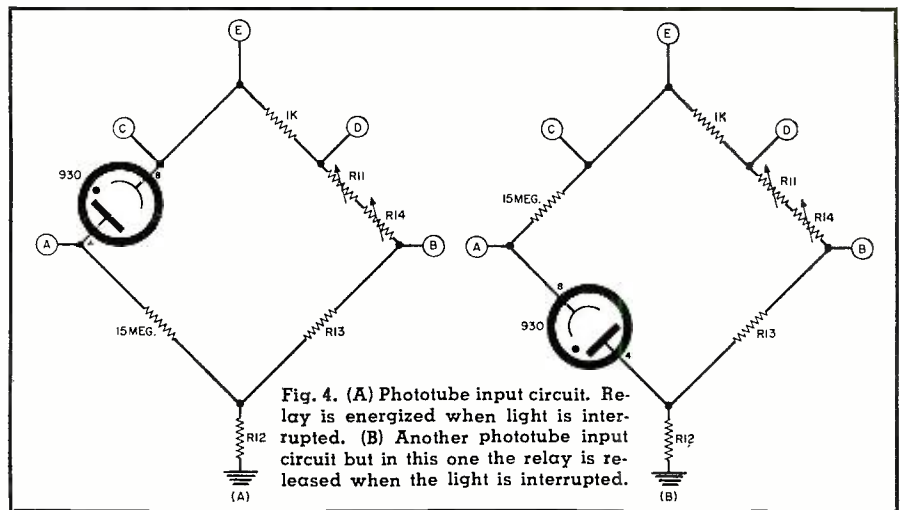 E
E
1K
1K
C
D
C
D
930
8
R11
15MEG.
R11
R14
R14
A
4
B
A
B
8
15MEG.
R13
930
R13
4
Fig. 4. (A) Phototube input circuit. Re-
lay is energized when light is inter-
R12 rupted. (B) Another phototube input R12
circuit but in this one the relay is re-
leased when the light is interrupted.
(A)
(B)